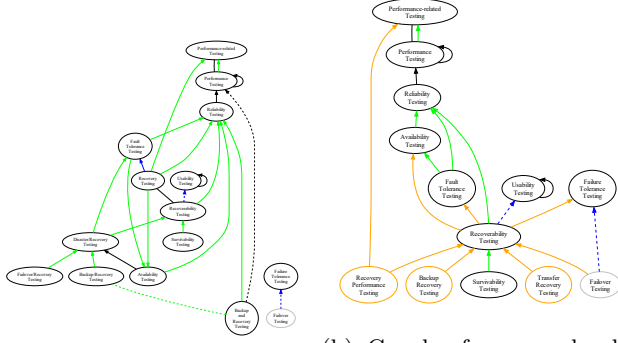 Performance-related
Testing
Performance
Testing
Reliability
Testing
Fault
Tolerance
Testing
Recovery
Testing
Usability
Testing
Recoverability
Testing
Disaster/Recovery
Testing
Survivability
Testing
Failover/Recovery
Testing
Backup/Recovery
Testing
Availability
Testing
Failure
Tolerance
Testing
Backup
and
Recovery
Testing
Failover
Testing
Performance-related
Testing
Performance
Testing
Reliability
Testing
Availability
Testing
Fault
Tolerance
Testing
Usability
Testing
Failure
Tolerance
Testing
Recoverability
Testing
Recovery
Performance
Testing
Backup
Recovery
Testing
Survivability
Testing
Transfer
Recovery
Testing
Failover
Testing